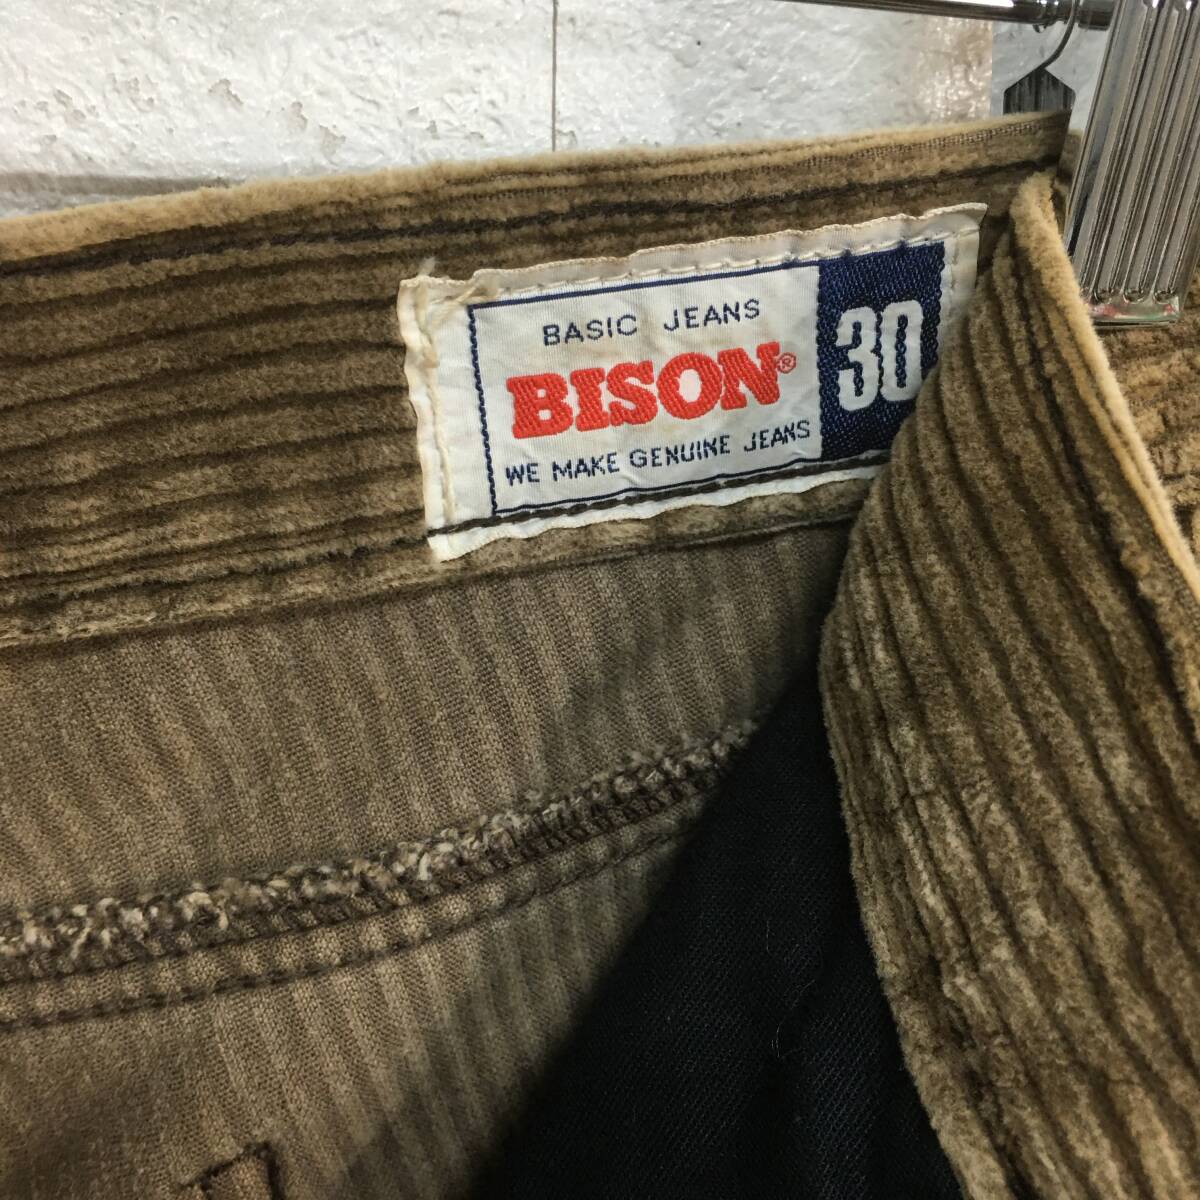 BASIC JEANS
BISON®
WE MAKE GENUINE JEANS
30